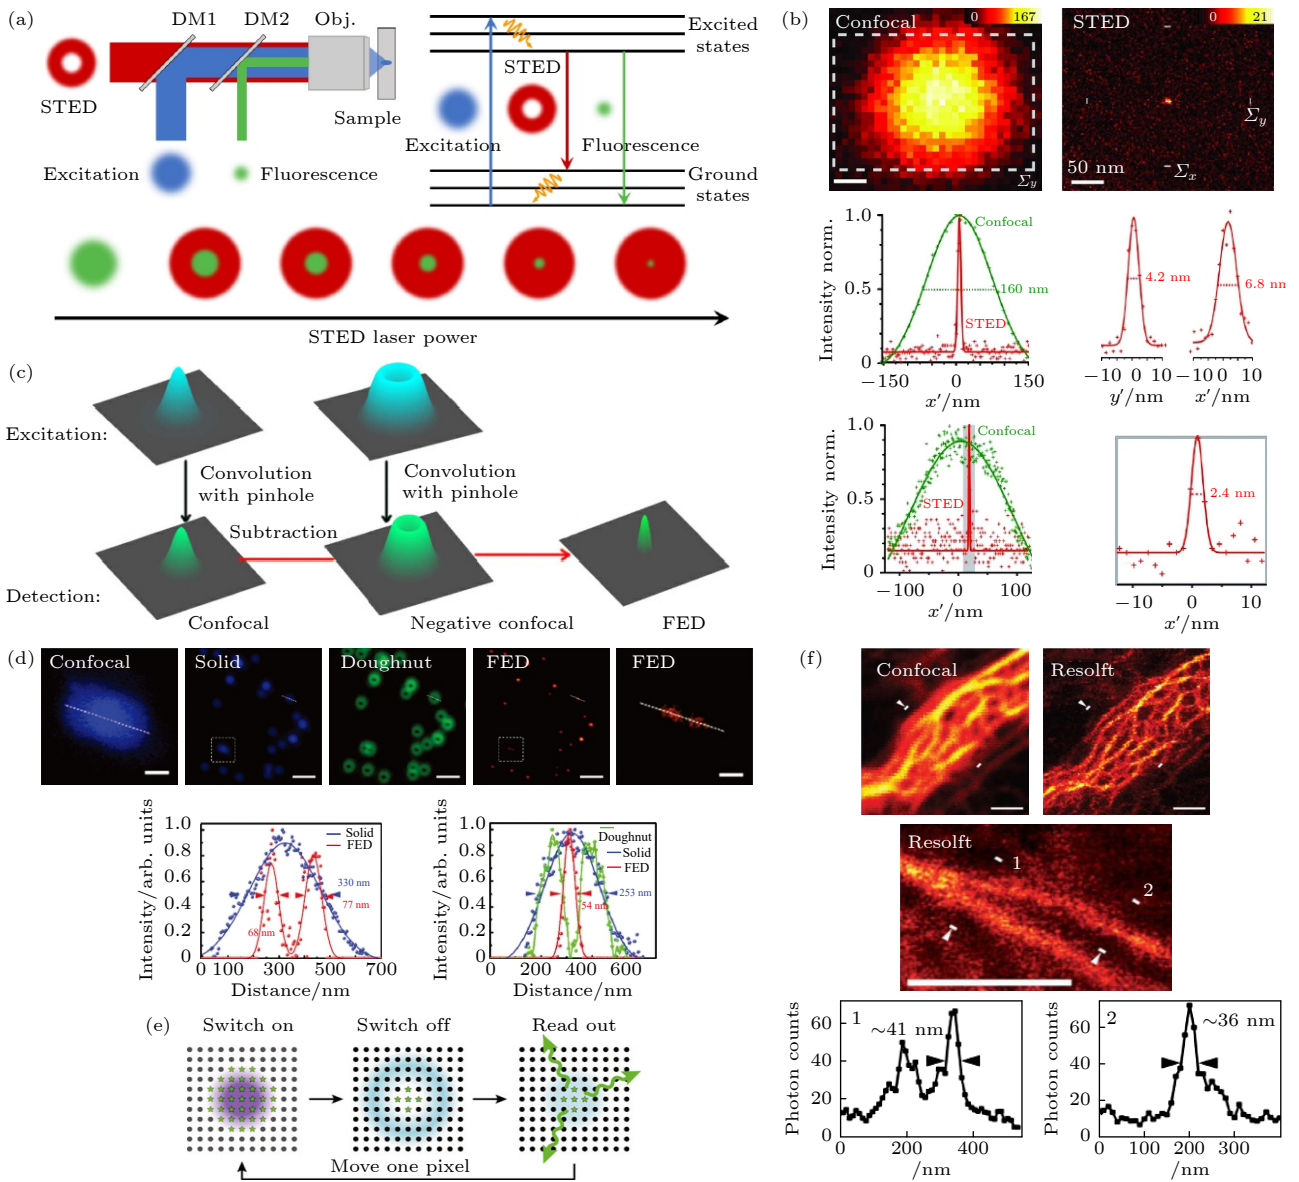 (a)
DM1 DM2 Obj.
STED
Sample
Excitation
Fluorescence
Excited
states
STED
Excitation
Fluorescence
Ground
states
STED laser power
(b)
Confocal
0 167
Σy
STED
0 21
Σy
50 nm
Σx
Intensity norm.
1.0
0.5
0
Confocal
160 nm
STED
−150 0 150
x′/nm
4.2 nm
−10 0 10
y′/nm
6.8 nm
−10 0 10
x′/nm
Intensity norm.
1.0
0.5
0
Confocal
STED
−100 0 100
x′/nm
2.4 nm
−10 0 10
x′/nm
(c)
Excitation:
Convolution
with pinhole
Convolution
with pinhole
Subtraction
Detection:
Confocal
Negative confocal
FED
(d)
Confocal
Solid
Doughnut
FED
FED
Intensity/arb. units
1.0
0.8
0.6
0.4
0.2
0
Solid
FED
330 nm
77 nm
68 nm
0 100 300 500 700
Distance/nm
Intensity/arb. units
1.0
0.8
0.6
0.4
0.2
0
Doughnut
Solid
FED
253 nm
54 nm
0 200 400 600
Distance/nm
(e)
Switch on
Switch off
Read out
Move one pixel
(f)
Confocal
Resolft
Resolft
1
2
Photon counts
60
40
20
0
1
~41 nm
0 200 400
/nm
Photon counts
60
40
20
0
2
~36 nm
0 100 200 300
/nm